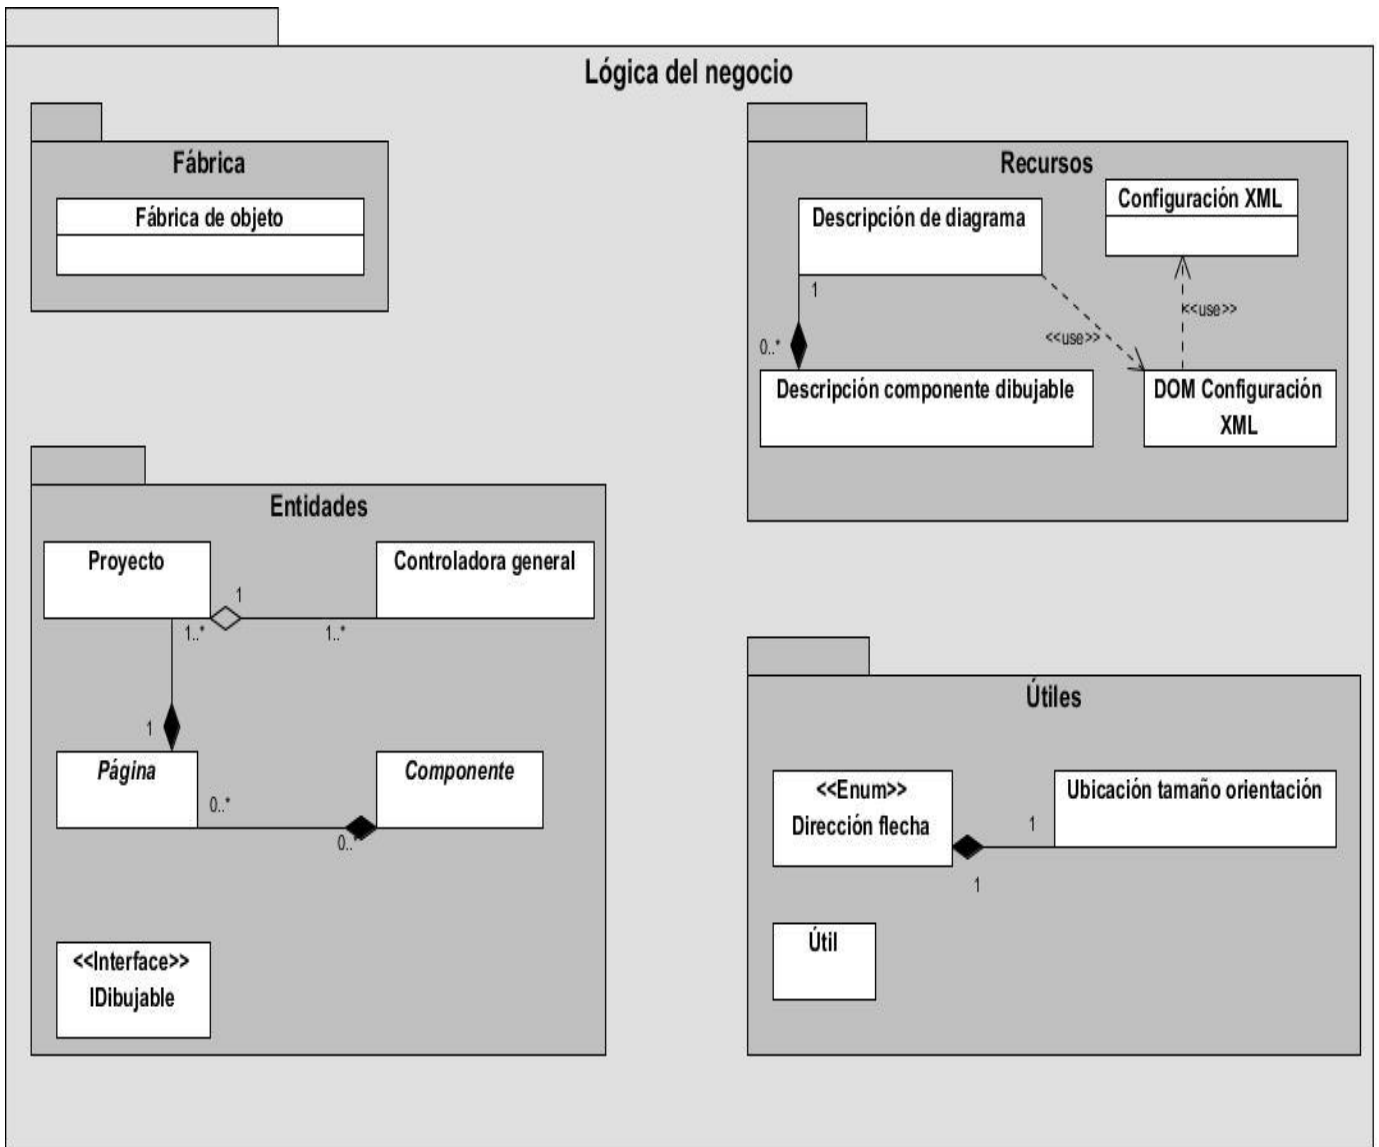 Lógica del negocio
Fábrica
Fábrica de objeto
Recursos
Configuración XML
Descripción de diagrama
1
<<use>>
<<use>>
0..*
Descripción componente dibujable
DOM Configuración
XML
Entidades
Proyecto
Controladora general
1
1..*
1..*
1
Página
Componente
0..*
0..*
<<Interface>>
IDibujable
Útiles
<<Enum>>
Dirección flecha
Ubicación tamaño orientación
1
1
Útil